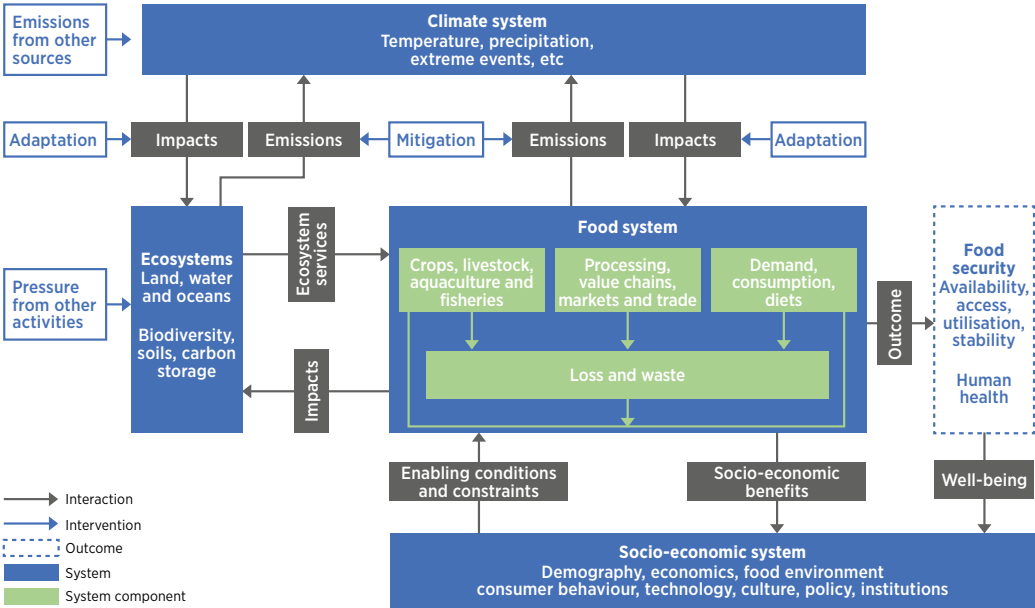 Emissions
from other
sources
Climate system
Temperature, precipitation,
extreme events, etc
Adaptation
Impacts
Emissions
Mitigation
Emissions
Impacts
Adaptation
Pressure
from other
activities
Ecosystems
Land, water
and oceans
Biodiversity,
soils, carbon
storage
Ecosystem
services
Impacts
Food system
Crops, livestock,
aquaculture and
fisheries
Processing,
value chains,
markets and trade
Demand,
consumption,
diets
Loss and waste
Outcome
Food
security
Availability,
access,
utilisation,
stability
Human
health
Enabling conditions
and constraints
Socio-economic
benefits
Well-being
Socio-economic system
Demography, economics, food environment
consumer behaviour, technology, culture, policy, institutions
Interaction
Intervention
Outcome
System
System component